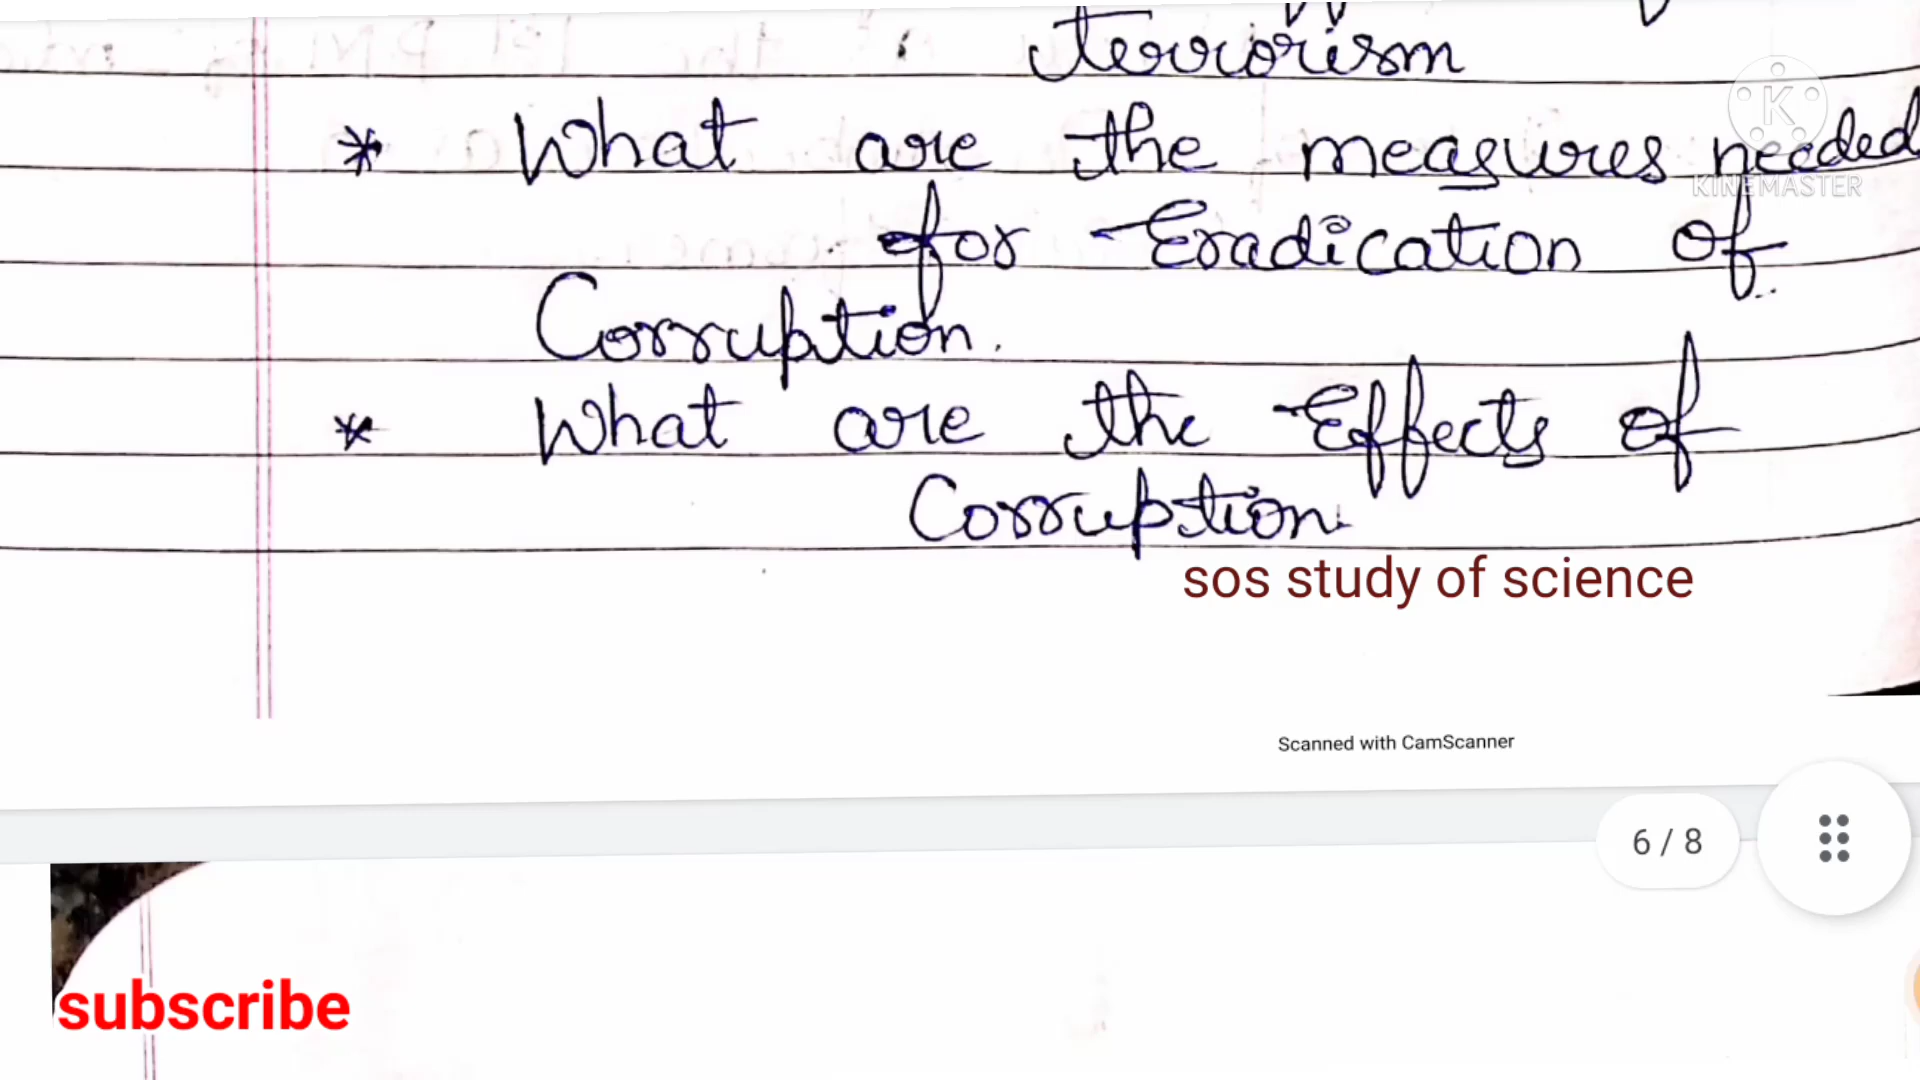 terrorism
* What are the measures needed
for Eradication of
Corruption.
* What are the Effects of
Corruption.
sos study of science
Scanned with CamScanner
6 / 8
subscribe
K
KINEMASTER